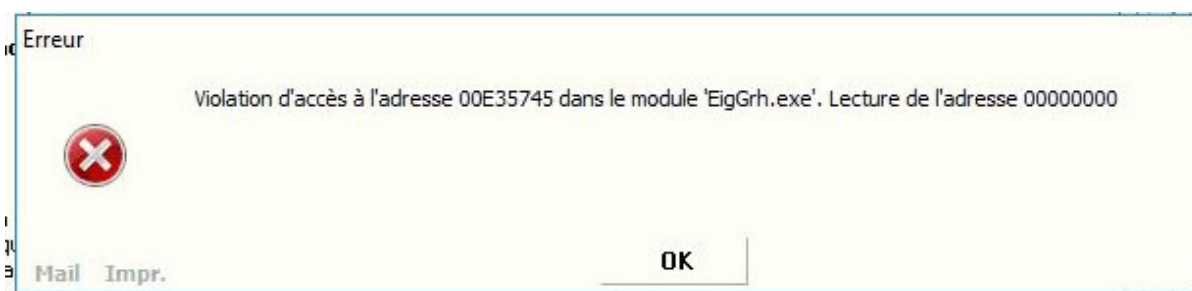 Erreur
Violation d'accès à l'adresse 00E35745 dans le module 'EigGrh.exe'. Lecture de l'adresse 00000000
OK
Mail Impr.